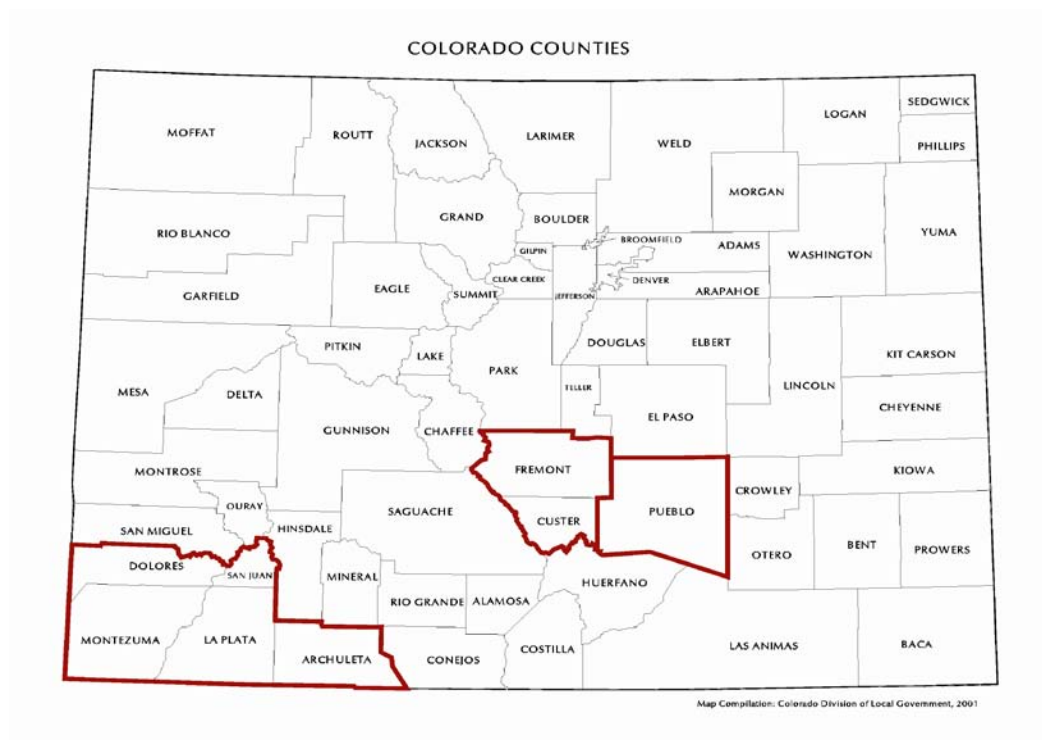 COLORADO COUNTIES
SEDGWICK
LOGAN
MOFFAT
ROUTT
JACKSON
LARIMER
WELD
PHILLIPS
MORGAN
GRAND
BOULDER
RIO BLANCO
YUMA
BROOMFIELD
ADAMS
GILPIN
WASHINGTON
CLEAR CREEK
DENVER
EAGLE
SUMMIT
JEFFERSON
ARAPAHOE
GARFIELD
PITKIN
LAKE
DOUGLAS
ELBERT
KIT CARSON
PARK
MESA
DELTA
TELLER
LINCOLN
CHEYENNE
EL PASO
GUNNISON
CHAFFEE
MONTROSE
FREMONT
KIOWA
CROWLEY
OURAY
SAGUACHE
PUEBLO
SAN MIGUEL
HINSDALE
CUSTER
BENT
PROWERS
OTERO
DOLORES
SAN JUAN
MINERAL
HUERFANO
RIO GRANDE
ALAMOSA
MONTEZUMA
LA PLATA
ARCHULETA
CONEJOS
COSTILLA
LAS ANIMAS
BACA
Map Compilation: Colorado Division of Local Government, 2001